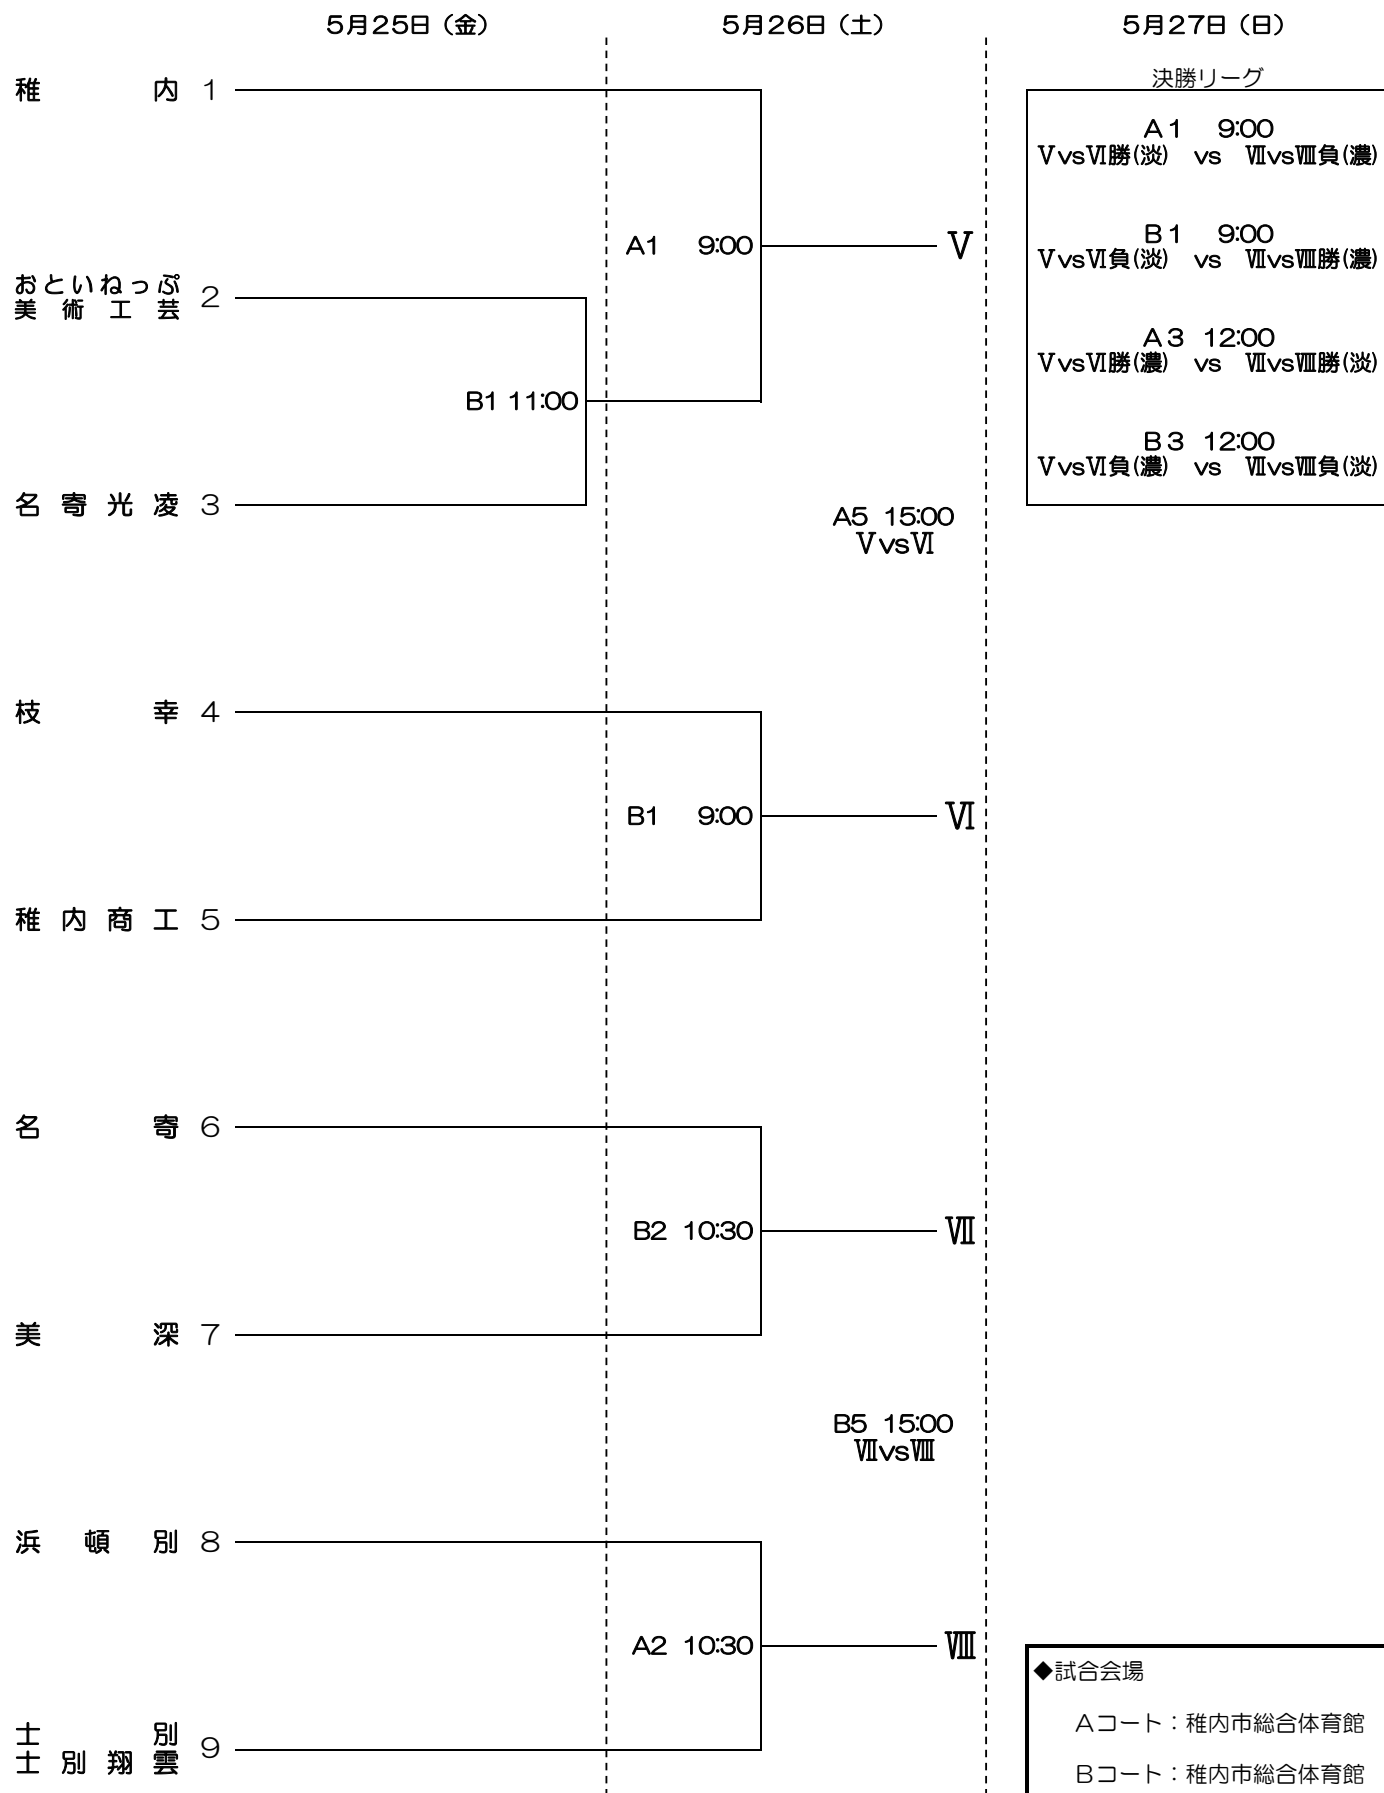 5月25日（金）
5月26日（土）
5月27日（日）
決勝リーグ
稚内 1
A1 9:00
ⅤvsⅥ勝(淡) vs ⅦvsⅧ負(濃)
B1 9:00
ⅤvsⅥ負(淡) vs ⅦvsⅧ勝(濃)
A3 12:00
ⅤvsⅥ勝(濃) vs ⅦvsⅧ勝(淡)
B3 12:00
ⅤvsⅥ負(濃) vs ⅦvsⅧ負(淡)
A1 9:00
Ⅴ
おといねっぷ
美術工芸 2
B1 11:00
名寄光凌 3
A5 15:00
ⅤvsⅥ
枝幸 4
B1 9:00
Ⅵ
稚内商工 5
名寄 6
B2 10:30
Ⅶ
美深 7
B5 15:00
ⅦvsⅧ
浜頓別 8
A2 10:30
Ⅷ
士別
士別翔雲 9
◆試合会場
Aコート：稚内市総合体育館
Bコート：稚内市総合体育館